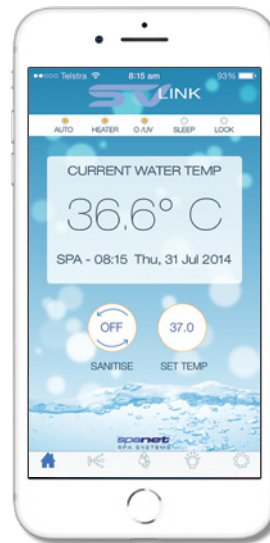 Telstra 8:15 am 93%
SV LINK
AUTO HEATER O3/UV SLEEP LOCK
CURRENT WATER TEMP
36.6° C
SPA - 08:15 Thu, 31 Jul 2014
OFF 37.0
SANITISE SET TEMP
spanet
SPA SYSTEMS